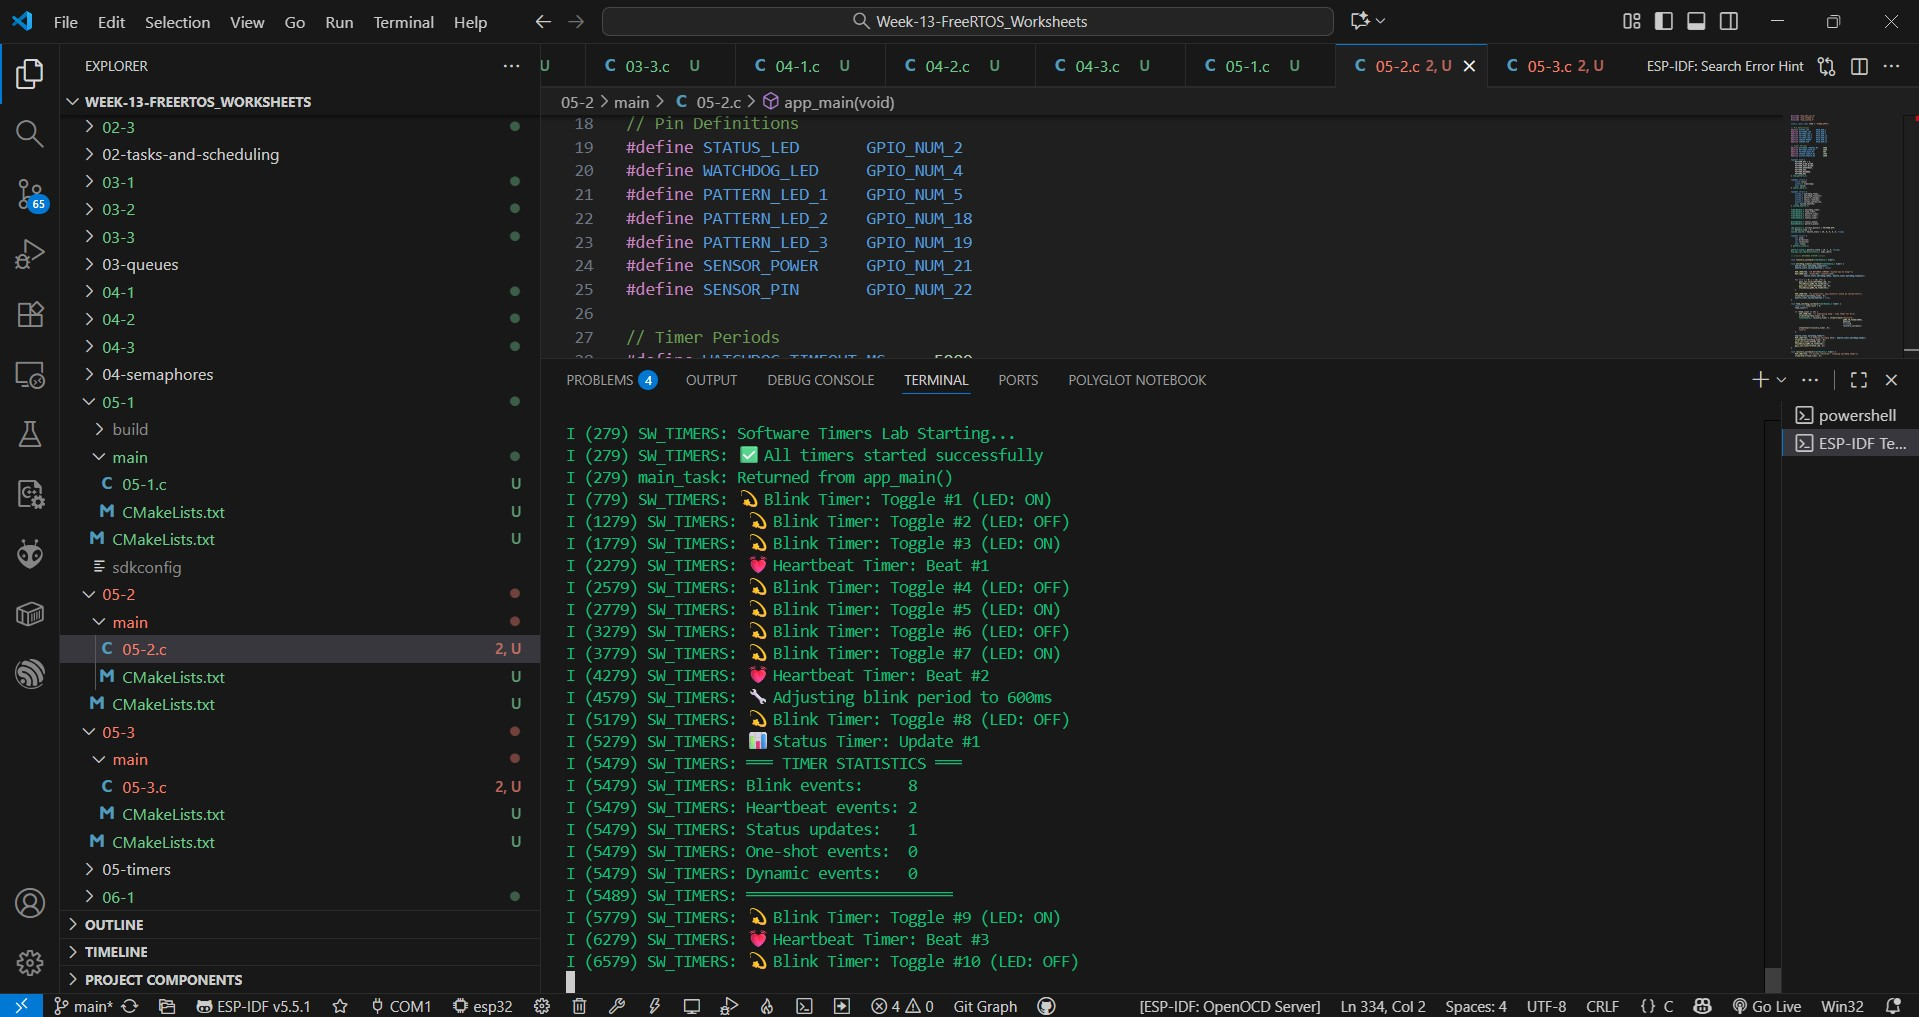 File Edit Selection View Go Run Terminal Help
Week-13-FreeRTOS_Worksheets
EXPLORER
WEEK-13-FREERTOS_WORKSHEETS
02-3
02-tasks-and-scheduling
03-1
03-2
03-3
03-queues
04-1
04-2
04-3
04-semaphores
05-1
build
main
C 05-1.c U
M CMakeLists.txt U
M CMakeLists.txt U
sdkconfig
05-2
main
C 05-2.c 2, U
M CMakeLists.txt U
M CMakeLists.txt U
05-3
main
C 05-3.c 2, U
M CMakeLists.txt U
M CMakeLists.txt U
05-timers
06-1
OUTLINE
TIMELINE
PROJECT COMPONENTS
65
U C 03-3.c U C 04-1.c U C 04-2.c U C 04-3.c U C 05-1.c U C 05-2.c 2, U C 05-3.c 2, U ESP-IDF: Search Error Hint
05-2 > main > C 05-2.c > app_main(void)
18 // Pin Definitions
19 #define STATUS_LED GPIO_NUM_2
20 #define WATCHDOG_LED GPIO_NUM_4
21 #define PATTERN_LED_1 GPIO_NUM_5
22 #define PATTERN_LED_2 GPIO_NUM_18
23 #define PATTERN_LED_3 GPIO_NUM_19
24 #define SENSOR_POWER GPIO_NUM_21
25 #define SENSOR_PIN GPIO_NUM_22
26
27 // Timer Periods
28 #define WATCHDOG_TIMEOUT_MS 5000
PROBLEMS 4 OUTPUT DEBUG CONSOLE TERMINAL PORTS POLYGLOT NOTEBOOK
powershell
ESP-IDF Te...
I (279) SW_TIMERS: Software Timers Lab Starting...
I (279) SW_TIMERS: ✅ All timers started successfully
I (279) main_task: Returned from app_main()
I (779) SW_TIMERS: 💫 Blink Timer: Toggle #1 (LED: ON)
I (1279) SW_TIMERS: 💫 Blink Timer: Toggle #2 (LED: OFF)
I (1779) SW_TIMERS: 💫 Blink Timer: Toggle #3 (LED: ON)
I (2279) SW_TIMERS: 💓 Heartbeat Timer: Beat #1
I (2579) SW_TIMERS: 💫 Blink Timer: Toggle #4 (LED: OFF)
I (2779) SW_TIMERS: 💫 Blink Timer: Toggle #5 (LED: ON)
I (3279) SW_TIMERS: 💫 Blink Timer: Toggle #6 (LED: OFF)
I (3779) SW_TIMERS: 💫 Blink Timer: Toggle #7 (LED: ON)
I (4279) SW_TIMERS: 💓 Heartbeat Timer: Beat #2
I (4579) SW_TIMERS: 🔧 Adjusting blink period to 600ms
I (5179) SW_TIMERS: 💫 Blink Timer: Toggle #8 (LED: OFF)
I (5279) SW_TIMERS: 📊 Status Timer: Update #1
I (5479) SW_TIMERS: ═══ TIMER STATISTICS ═══
I (5479) SW_TIMERS: Blink events: 8
I (5479) SW_TIMERS: Heartbeat events: 2
I (5479) SW_TIMERS: Status updates: 1
I (5479) SW_TIMERS: One-shot events: 0
I (5479) SW_TIMERS: Dynamic events: 0
I (5489) SW_TIMERS: ═══════════════════════
I (5779) SW_TIMERS: 💫 Blink Timer: Toggle #9 (LED: ON)
I (6279) SW_TIMERS: 💓 Heartbeat Timer: Beat #3
I (6579) SW_TIMERS: 💫 Blink Timer: Toggle #10 (LED: OFF)
main* ESP-IDF v5.5.1 COM1 esp32 4 0 Git Graph [ESP-IDF: OpenOCD Server] Ln 334, Col 2 Spaces: 4 UTF-8 CRLF {} C Go Live Win32